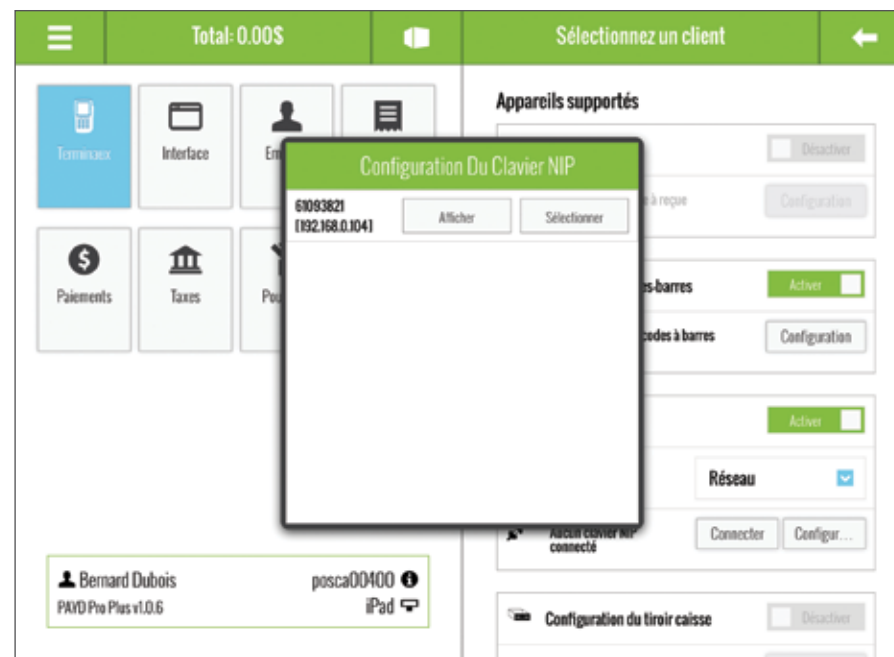 Total: 0.00$
Sélectionnez un client
Terminaux
Interface
Em
Appareils supportés
Désactiver
e à reçue
Configuration
Configuration Du Clavier NIP
61093821
[192.168.0.104]
Afficher
Sélectionner
Paiements
Taxes
Pou
es-barres
Activer
codes à barres
Configuration
Activer
Réseau
Aucun clavier NIP
connecté
Connecter
Configur...
Bernard Dubois
posca00400
PAYD Pro Plus v1.0.6
iPad
Configuration du tiroir caisse
Désactiver